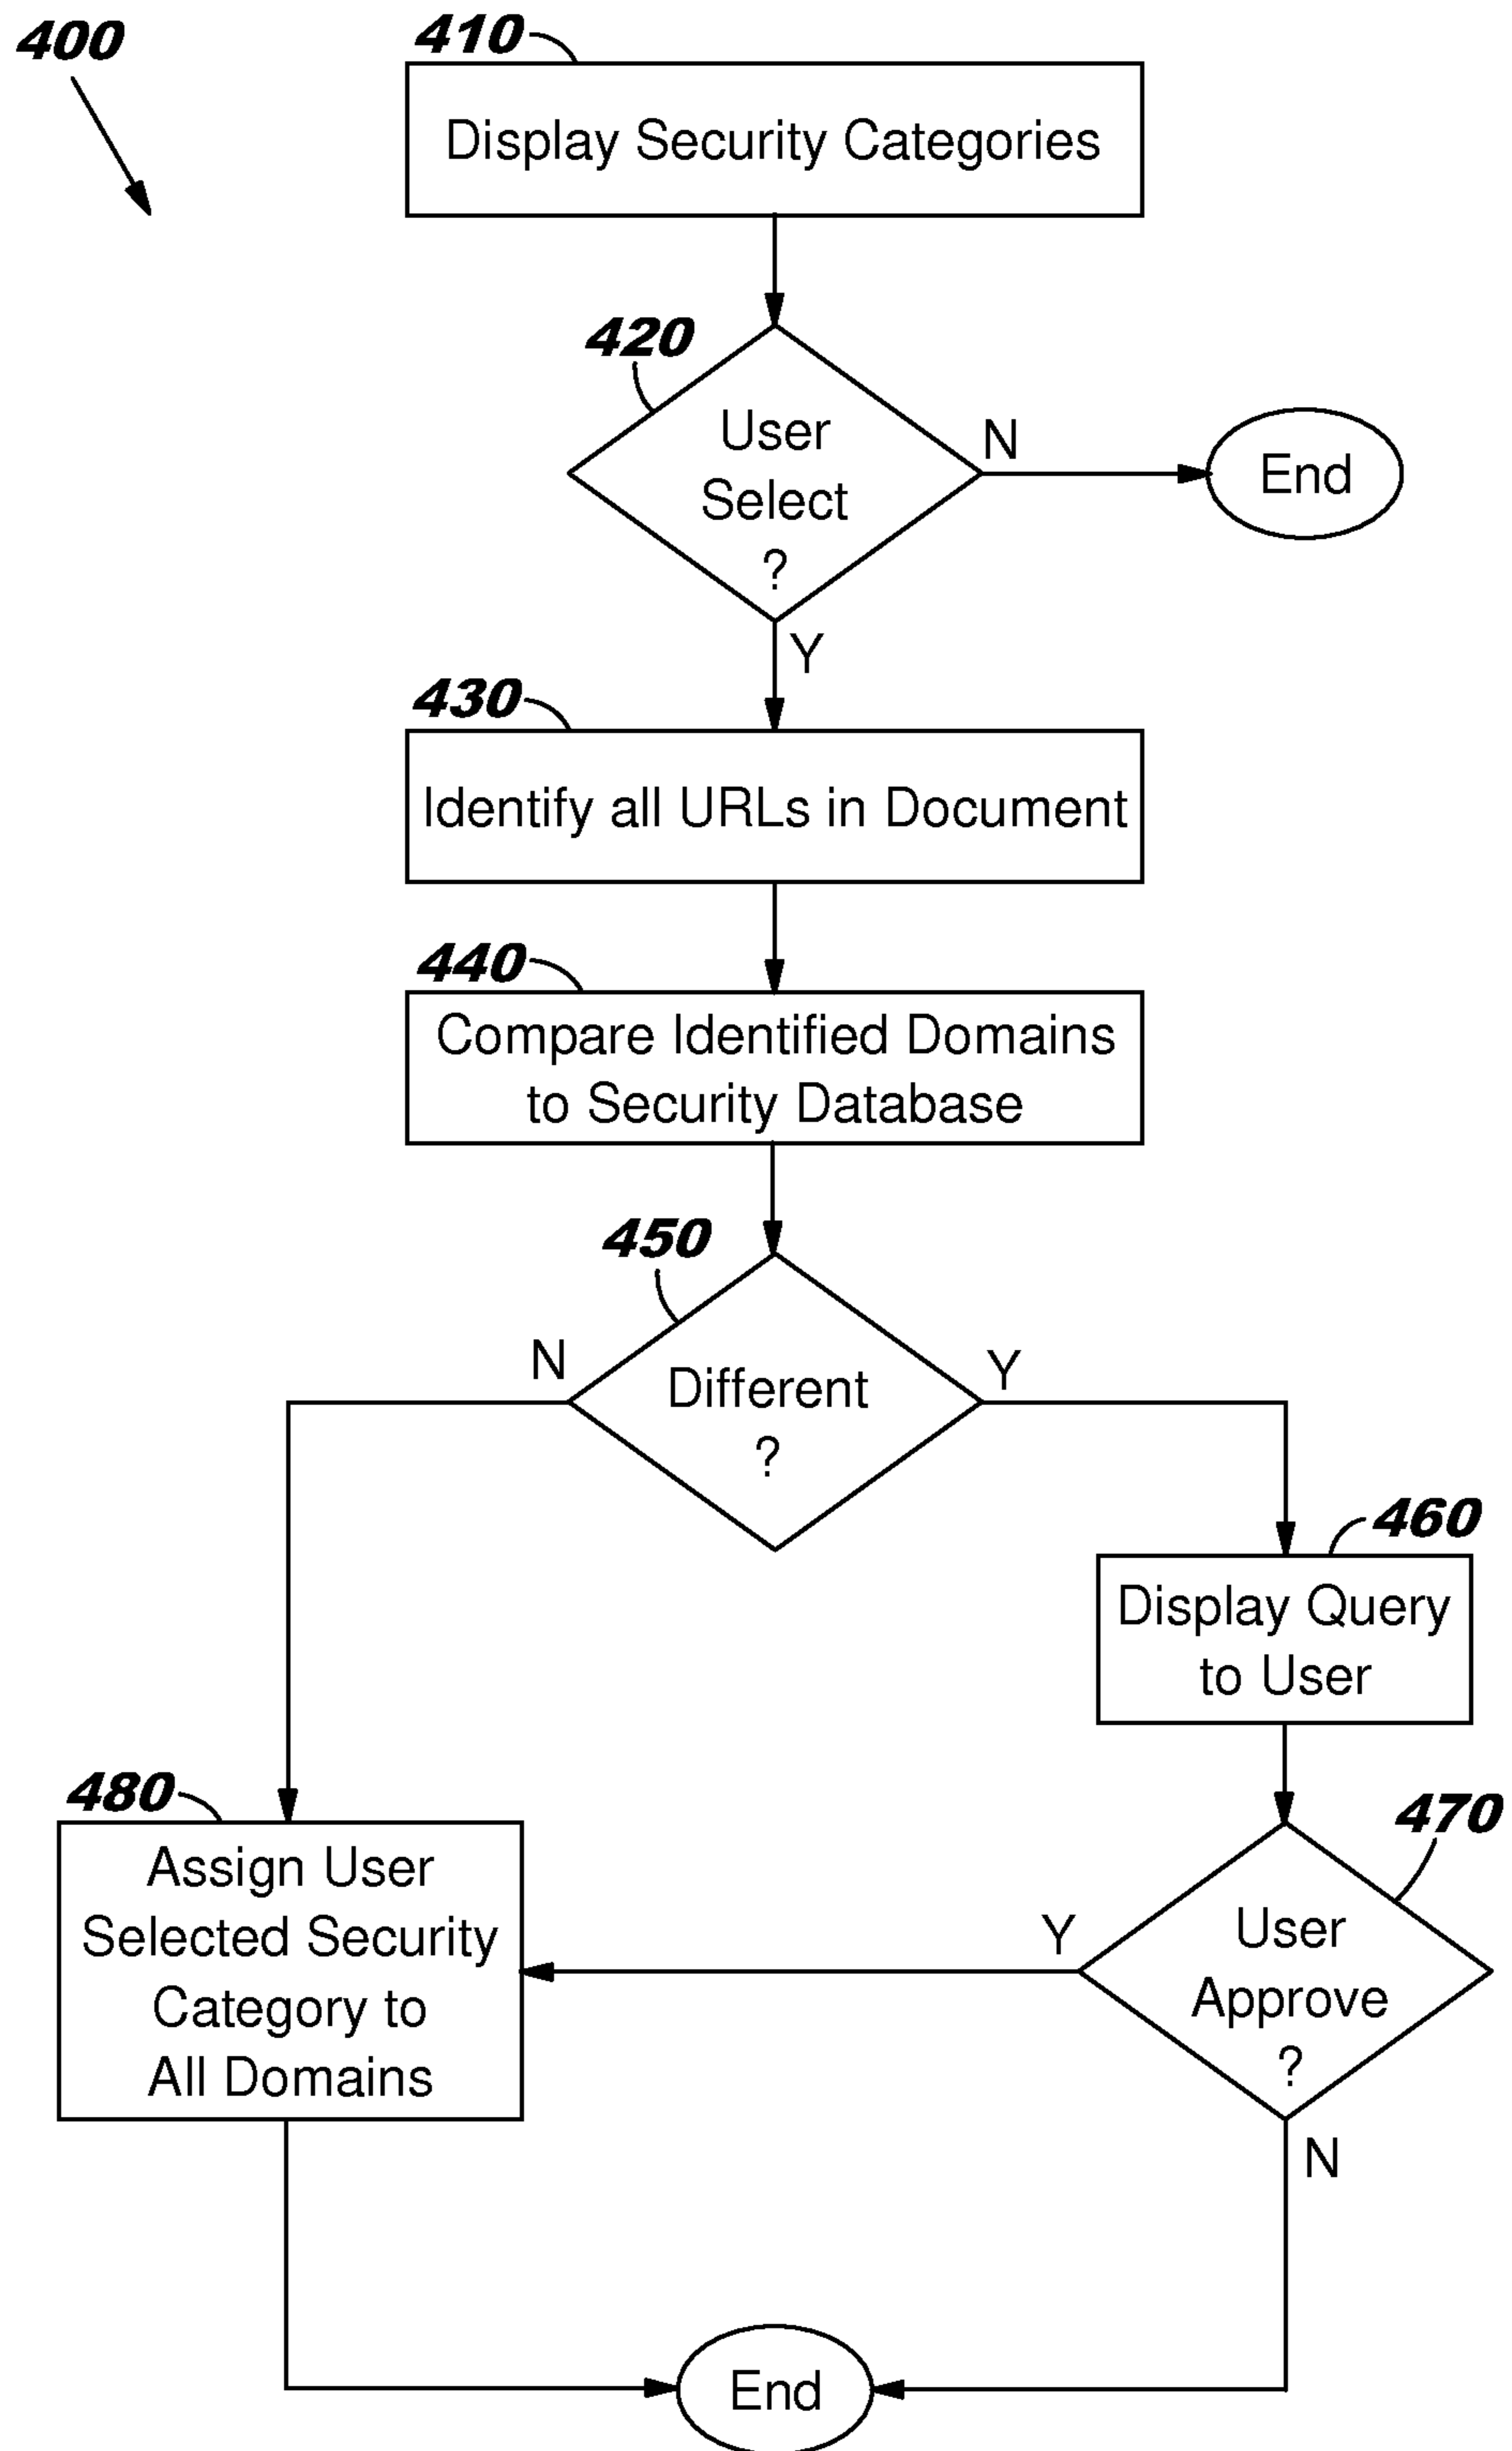 400
410
Display Security Categories
420
User
Select
?
N
End
Y
430
Identify all URLs in Document
440
Compare Identified Domains
to Security Database
450
N
Different
?
Y
460
Display Query
to User
480
Assign User
Selected Security
Category to
All Domains
470
Y
User
Approve
?
N
End